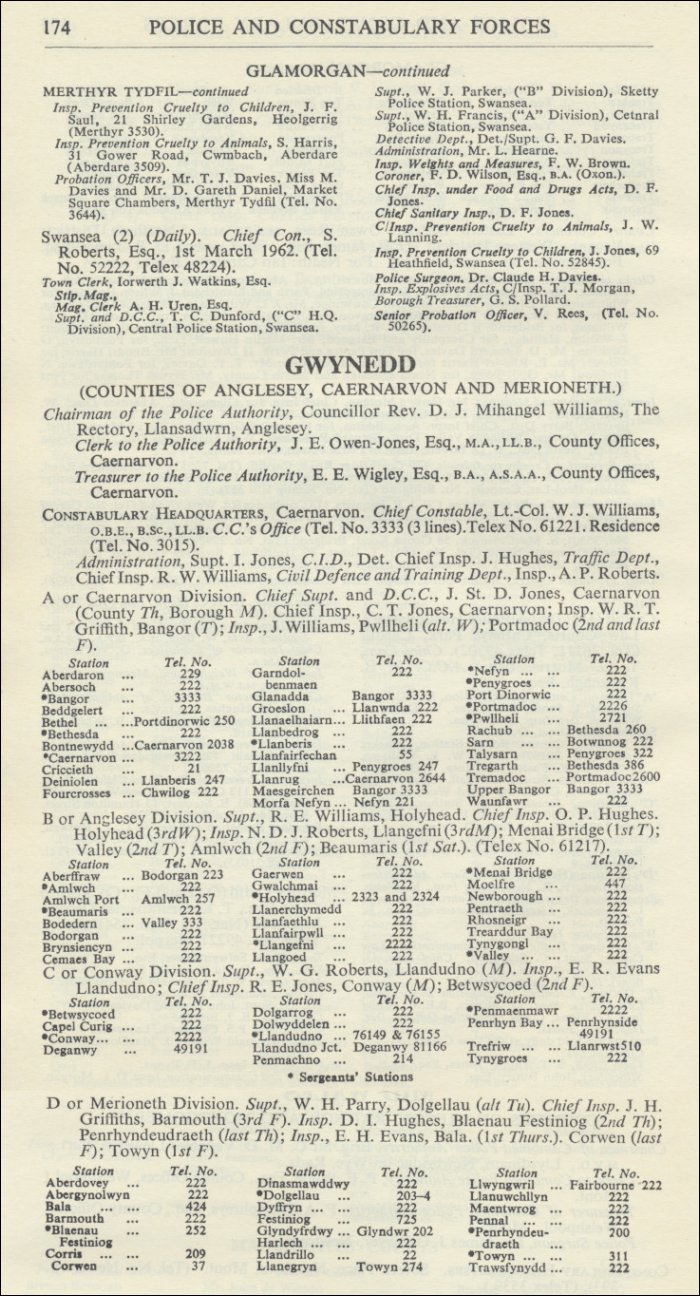 174 POLICE AND CONSTABULARY FORCES
GLAMORGAN—continued
MERTHYR TYDFIL—continued
Insp. Prevention Cruelty to Children, J. F.
Saul, 21 Shirley Gardens, Heolgerrig
(Merthyr 3530).
Insp. Prevention Cruelty to Animals, S. Harris,
31 Gower Road, Cwmbach, Aberdare
(Aberdare 3509).
Probation Officers, Mr. T. J. Davies, Miss M.
Davies and Mr. D. Gareth Daniel, Market
Square Chambers, Merthyr Tydfil (Tel. No.
3644).
Swansea (2) (Daily). Chief Con., S.
Roberts, Esq., 1st March 1962. (Tel.
No. 52222, Telex 48224).
Town Clerk, Iorwerth J. Watkins, Esq.
Stip. Mag.,
Mag. Clerk A. H. Uren, Esq.
Supt. and D.C.C., T. C. Dunford, ("C" H.Q.
Division), Central Police Station, Swansea.
Supt., W. J. Parker, ("B" Division), Sketty
Police Station, Swansea.
Supt., W. H. Francis, ("A" Division), Cetnral
Police Station, Swansea.
Detective Dept., Det./Supt. G. F. Davies.
Administration, Mr. L. Hearne.
Insp. Weights and Measures, F. W. Brown.
Coroner, F. D. Wilson, Esq., B.A. (Oxon.).
Chief Insp. under Food and Drugs Acts, D. F.
Jones.
Chief Sanitary Insp., D. F. Jones.
C/Insp. Prevention Cruelty to Animals, J. W.
Lanning.
Insp. Prevention Cruelty to Children, J. Jones, 69
Heathfield, Swansea (Tel. No. 52845).
Police Surgeon, Dr. Claude H. Davies.
Insp. Explosives Acts, C/Insp. T. J. Morgan,
Borough Treasurer, G. S. Pollard.
Senior Probation Officer, V. Rees, (Tel. No.
50265).
GWYNEDD
(COUNTIES OF ANGLESEY, CAERNARVON AND MERIONETH.)
Chairman of the Police Authority, Councillor Rev. D. J. Mihangel Williams, The
Rectory, Llansadwrn, Anglesey.
Clerk to the Police Authority, J. E. Owen-Jones, Esq., M.A., LL.B., County Offices,
Caernarvon.
Treasurer to the Police Authority, E. E. Wigley, Esq., B.A., A.S.A.A., County Offices,
Caernarvon.
CONSTABULARY HEADQUARTERS, Caernarvon. Chief Constable, Lt.-Col. W. J. Williams,
O.B.E., B.Sc., LL.B. C.C.'s Office (Tel. No. 3333 (3 lines). Telex No. 61221. Residence
(Tel. No. 3015).
Administration, Supt. I. Jones, C.I.D., Det. Chief Insp. J. Hughes, Traffic Dept.,
Chief Insp. R. W. Williams, Civil Defence and Training Dept., Insp., A. P. Roberts.
A or Caernarvon Division. Chief Supt. and D.C.C., J. St. D. Jones, Caernarvon
(County Th, Borough M). Chief Insp., C. T. Jones, Caernarvon; Insp. W. R. T.
Griffith, Bangor (T); Insp., J. Williams, Pwllheli (alt. W); Portmadoc (2nd and last
F).
Station Tel. No.
Aberdaron ... 229
Abersoch ... 222
*Bangor ... 3333
Beddgelert ... 222
Bethel ... ...Portdinorwic 250
*Bethesda ... 222
Bontnewydd ...Caernarvon 2038
*Caernarvon ... 3222
Criccieth ... 21
Deiniolen ... Llanberis 247
Fourcrosses ... Chwilog 222
Station Tel. No.
Garndol- 222
benmaen
Glanadda Bangor 3333
Groeslon ... Llanwnda 222
Llanaelhaiarn... Llithfaen 222
Llanbedrog ... 222
*Llanberis ... 222
Llanfairfechan 55
Llanllyfni ... Penygroes 247
Llanrug ...Caernarvon 2644
Maesgeirchen Bangor 3333
Morfa Nefyn ... Nefyn 221
Station Tel. No.
*Nefyn ... ... 222
*Penygroes ... 222
Port Dinorwic 222
*Portmadoc ... 2226
*Pwllheli ... 2721
Rachub ... ... Bethesda 260
Sarn ... ... Botwnnog 222
Talysarn ... Penygroes 322
Tregarth ... Bethesda 386
Tremadoc ... Portmadoc 2600
Upper Bangor Bangor 3333
Waunfawr ... 222
B or Anglesey Division. Supt., R. E. Williams, Holyhead. Chief Insp. O. P. Hughes.
Holyhead (3rd W); Insp. N. D. J. Roberts, Llangefni (3rd M); Menai Bridge (1st T);
Valley (2nd T); Amlwch (2nd F); Beaumaris (1st Sat.). (Telex No. 61217).
Station Tel. No.
Aberffraw ... Bodorgan 223
*Amlwch ... 222
Amlwch Port Amlwch 257
*Beaumaris ... 222
Bodedern ... Valley 333
Bodorgan ... 222
Brynsiencyn ... 222
Cemaes Bay ... 222
Station Tel. No.
Gaerwen ... 222
Gwalchmai ... 222
*Holyhead ... 2323 and 2324
Llanerchymedd 222
Llanfaethlu ... 222
Llanfairpwll ... 222
*Llangefni ... 2222
Llangoed ... 222
Station Tel. No.
*Menai Bridge 222
Moelfre ... 447
Newborough ... 222
Pentraeth ... 222
Rhosneigr ... 222
Trearddur Bay 222
Tynygongl ... 222
*Valley ... ... 222
C or Conway Division. Supt., W. G. Roberts, Llandudno (M). Insp., E. R. Evans
Llandudno; Chief Insp. R. E. Jones, Conway (M); Betwsycoed (2nd F).
Station Tel. No.
*Betwsycoed 222
Capel Curig ... 222
*Conway... ... 2222
Deganwy ... 49191
Station Tel. No.
Dolgarrog ... 222
Dolwyddelen ... 222
*Llandudno ... 76149 & 76155
Llandudno Jct. Deganwy 81166
Penmachno ... 214
Station Tel. No.
*Penmaenmawr 2222
Penrhyn Bay ... Penrhynside
49191
Trefriw ... ... Llanrwst 510
Tynygroes ... 222
* Sergeants' Stations
D or Merioneth Division. Supt., W. H. Parry, Dolgellau (alt Tu). Chief Insp. J. H.
Griffiths, Barmouth (3rd F). Insp. D. I. Hughes, Blaenau Festiniog (2nd Th);
Penrhyndeudraeth (last Th); Insp., E. H. Evans, Bala. (1st Thurs.). Corwen (last
F); Towyn (1st F).
Station Tel. No.
Aberdovey ... 222
Abergynolwyn 222
Bala ... ... 424
Barmouth ... 222
*Blaenau 252
Festiniog
Corris ... ... 209
Corwen ... 37
Station Tel. No.
Dinasmawddwy 222
*Dolgellau ... 203–4
Dyffryn ... ... 222
Festiniog ... 725
Glyndyfrdwy ... Glyndwr 202
Harlech ... ... 222
Llandrillo ... 22
Llanegryn Towyn 274
Station Tel. No.
Llwyngwril ... Fairbourne 222
Llanuwchllyn 222
Maentwrog ... 222
Pennal ... ... 222
*Penrhyndeu- 200
draeth ...
*Towyn ... ... 311
Trawsfynydd ... 222